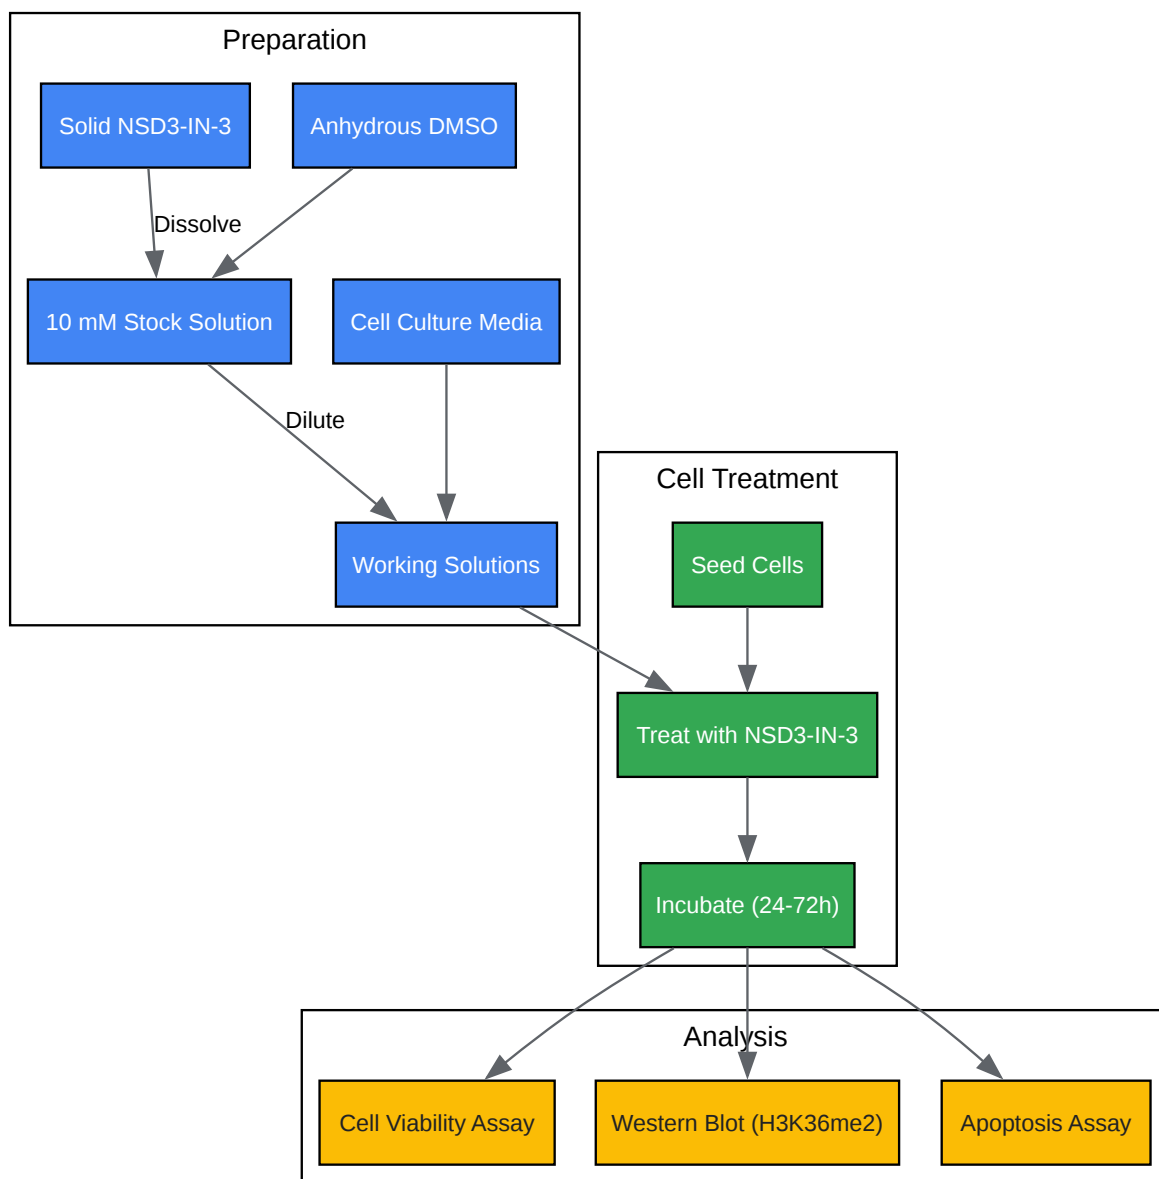 Preparation
Solid NSD3-IN-3
Anhydrous DMSO
Dissolve
10 mM Stock Solution
Cell Culture Media
Dilute
Working Solutions
Cell Treatment
Seed Cells
Treat with NSD3-IN-3
Incubate (24-72h)
Analysis
Cell Viability Assay
Western Blot (H3K36me2)
Apoptosis Assay